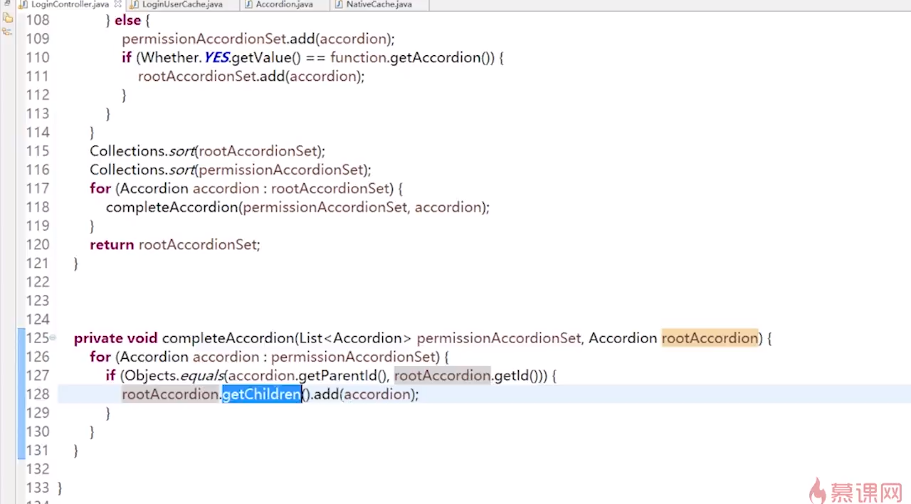 LoginController.java LoginUserCache.java Accordion.java NativeCache.java
108 } else {
109 permissionAccordionSet.add(accordion);
110 if (Whether.YES.getValue() == function.getAccordion()) {
111 rootAccordionSet.add(accordion);
112 }
113 }
114 }
115 Collections.sort(rootAccordionSet);
116 Collections.sort(permissionAccordionSet);
117 for (Accordion accordion : rootAccordionSet) {
118 completeAccordion(permissionAccordionSet, accordion);
119 }
120 return rootAccordionSet;
121 }
122
123
124
125 private void completeAccordion(List<Accordion> permissionAccordionSet, Accordion rootAccordion) {
126 for (Accordion accordion : permissionAccordionSet) {
127 if (Objects.equals(accordion.getParentId(), rootAccordion.getId())) {
128 rootAccordion.getChildren().add(accordion);
129 }
130 }
131 }
132
133 }
慕课网